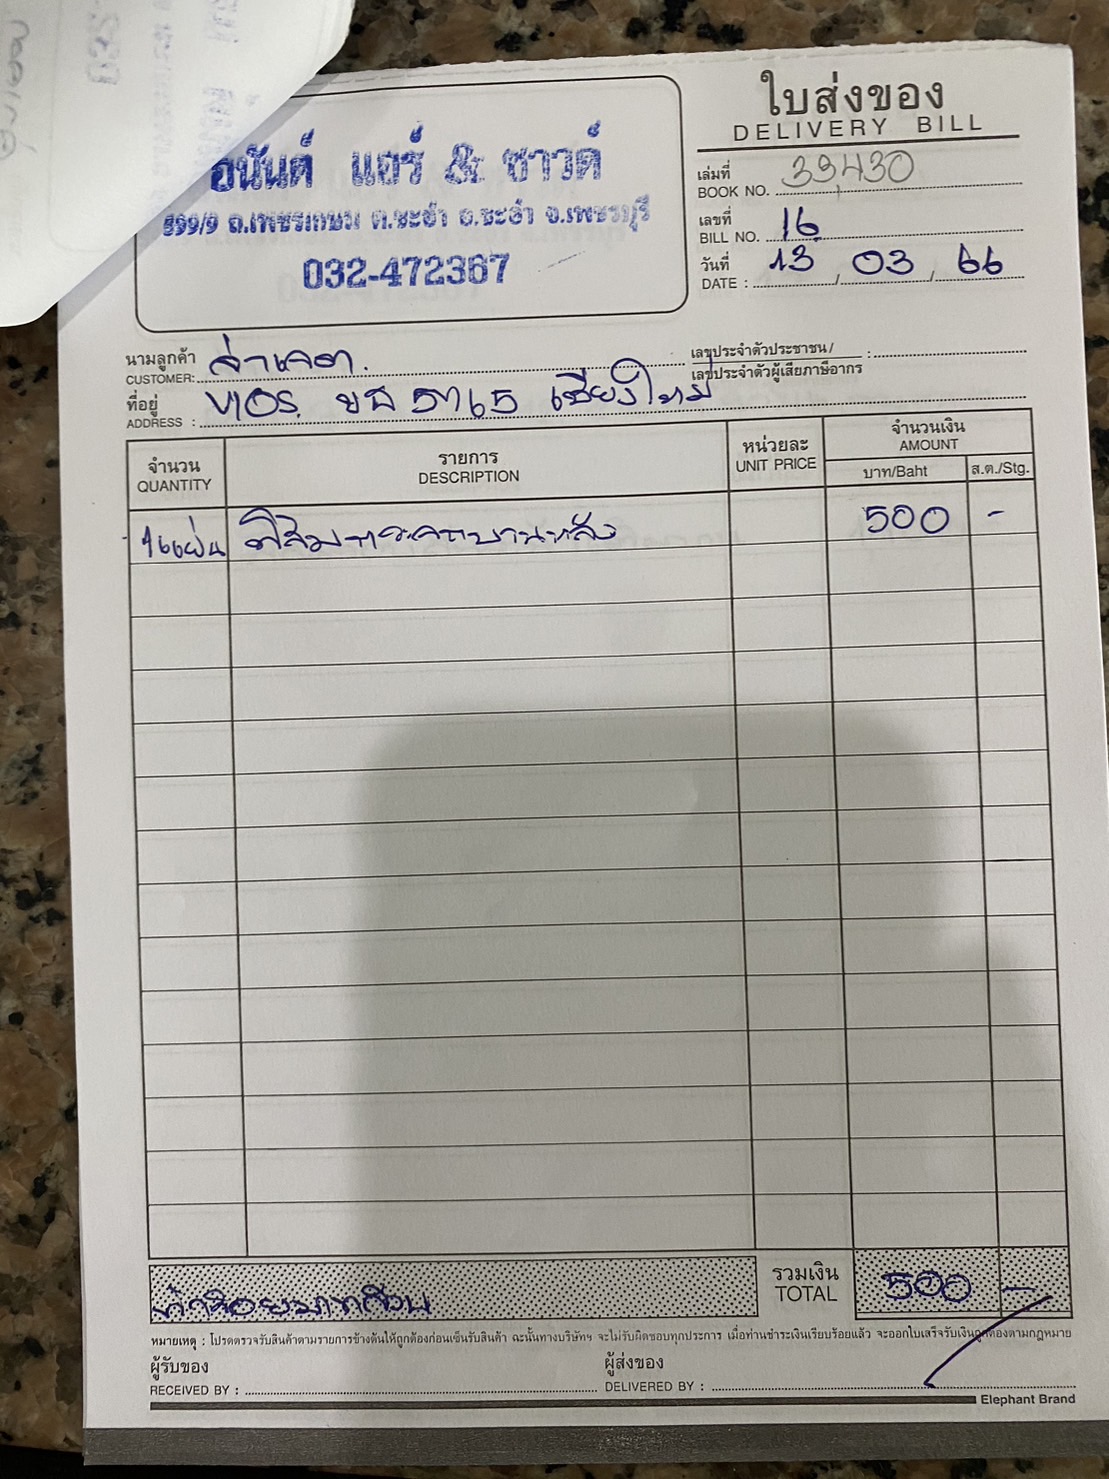 ใบส่งของ
DELIVERY BILL
อนันต์ แอร์ & ซาวด์
899/9 ถ.เพชรเกษม ต.ชะอำ อ.ชะอำ จ.เพชรบุรี
032-472367
เล่มที่
BOOK NO. 39,430
เลขที่
BILL NO. 16
วันที่
DATE : 13 / 03 / 66
นามลูกค้า
CUSTOMER:
เลขประจำตัวประชาชน /
เลขประจำตัวผู้เสียภาษีอากร :
ที่อยู่
ADDRESS : VIOS. ขฉ 5765 เชียงใหม่
จำนวน
QUANTITY
รายการ
DESCRIPTION
หน่วยละ
UNIT PRICE
จำนวนเงิน
AMOUNT
บาท/Baht
ส.ต./Stg.
1 แผ่น ฟิล์มกระจกบานหลัง 500 -
ห้าร้อยบาทถ้วน
รวมเงิน
TOTAL
500 -
หมายเหตุ : โปรดตรวจรับสินค้าตามรายการข้างต้นให้ถูกต้องก่อนเซ็นรับสินค้า ฉะนั้นทางบริษัทฯ จะไม่รับผิดชอบทุกประการ เมื่อท่านชำระเงินเรียบร้อยแล้ว จะออกใบเสร็จรับเงินถูกต้องตามกฎหมาย
ผู้รับของ
RECEIVED BY :
ผู้ส่งของ
DELIVERED BY :
Elephant Brand